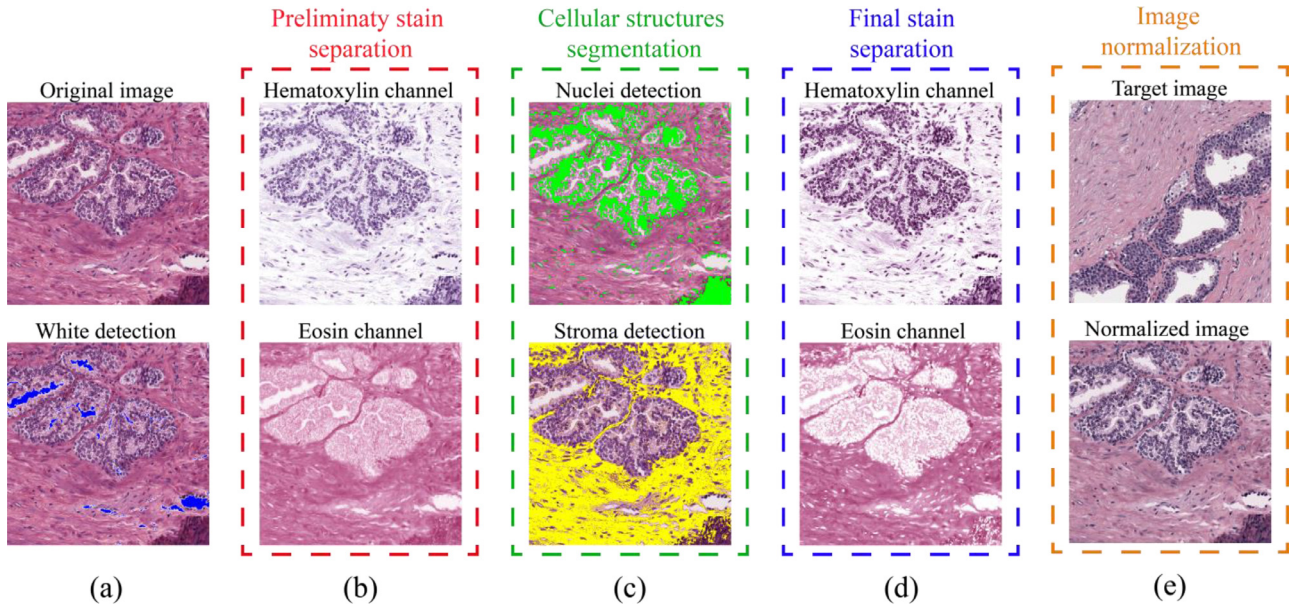 Preliminaty stain
separation
Cellular structures
segmentation
Final stain
separation
Image
normalization
Original image
Hematoxylin channel
Nuclei detection
Hematoxylin channel
Target image
White detection
Eosin channel
Stroma detection
Eosin channel
Normalized image
(a)
(b)
(c)
(d)
(e)